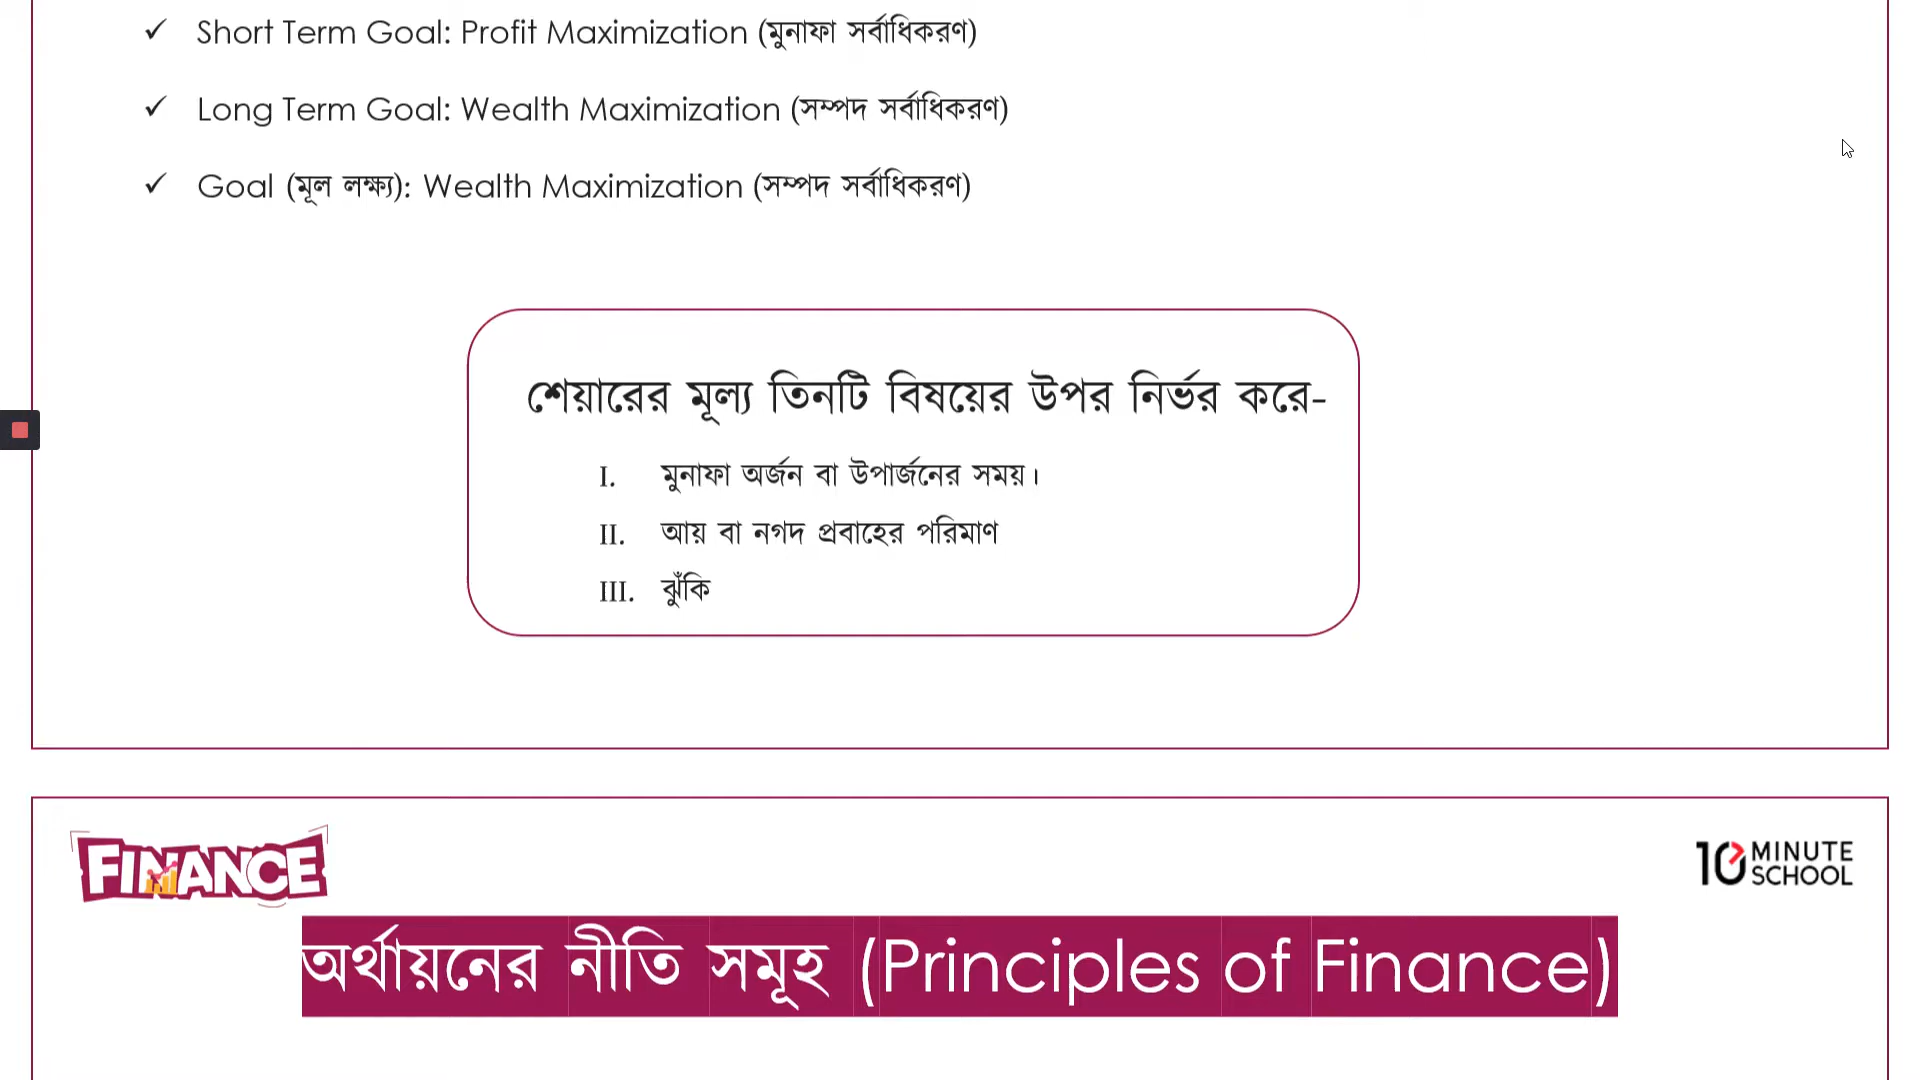 ✓ Short Term Goal: Profit Maximization (মুনাফা সর্বাধিকরণ)
✓ Long Term Goal: Wealth Maximization (সম্পদ সর্বাধিকরণ)
✓ Goal (মূল লক্ষ্য): Wealth Maximization (সম্পদ সর্বাধিকরণ)
শেয়ারের মূল্য তিনটি বিষয়ের উপর নির্ভর করে-
I. মুনাফা অর্জন বা উপার্জনের সময়।
II. আয় বা নগদ প্রবাহের পরিমাণ
III. ঝুঁকি
FINANCE
10 MINUTE SCHOOL
অর্থায়নের নীতি সমূহ (Principles of Finance)